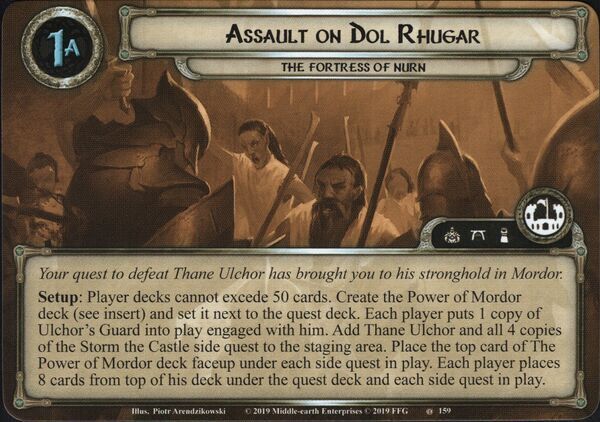 1A
Assault on Dol Rhugar
The Fortress of Nurn
Your quest to defeat Thane Ulchor has brought you to his stronghold in Mordor.
Setup: Player decks cannot excede 50 cards. Create the Power of Mordor
deck (see insert) and set it next to the quest deck. Each player puts 1 copy of
Ulchor's Guard into play engaged with him. Add Thane Ulchor and all 4 copies
of the Storm the Castle side quest to the staging area. Place the top card of The
Power of Mordor deck faceup under each side quest in play. Each player places
8 cards from top of his deck under the quest deck and each side quest in play.
Illus. Piotr Arendzikowski © 2019 Middle-earth Enterprises © 2019 FFG 159